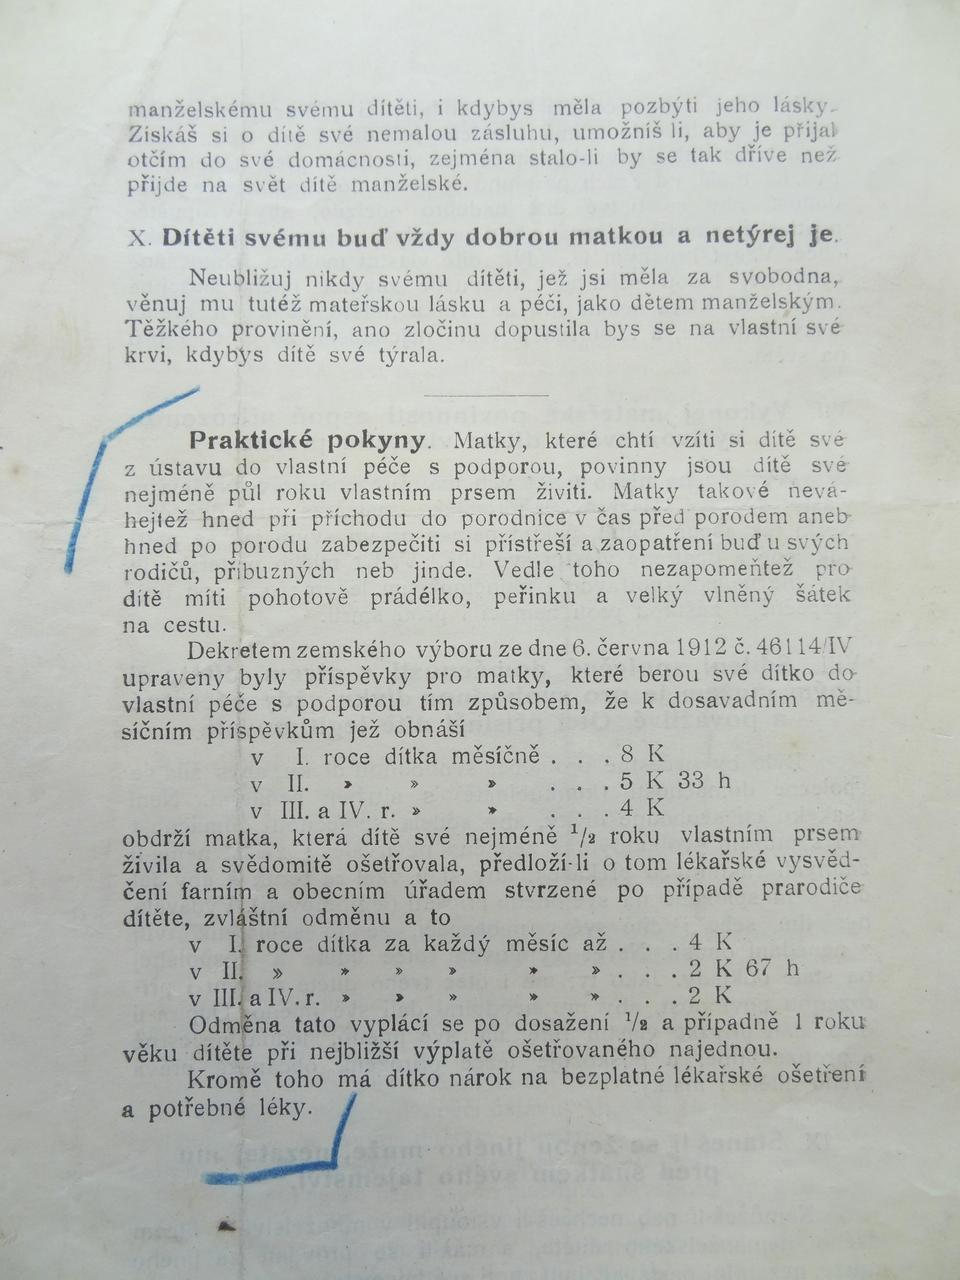 manželskému svému dítěti, i kdybys měla pozbýti jeho lásky.
Získáš si o dítě své nemalou zásluhu, umožníš li, aby je přijal
otčím do své domácnosti, zejména stalo-li by se tak dříve než
přijde na svět dítě manželské.
X. Dítěti svému buď vždy dobrou matkou a netýrej je.
Neubližuj nikdy svému dítěti, jež jsi měla za svobodna,
věnuj mu tutéž mateřskou lásku a péči, jako dětem manželským.
Těžkého provinění, ano zločinu dopustila bys se na vlastní své
krvi, kdybys dítě své týrala.
Praktické pokyny. Matky, které chtí vzíti si dítě své
z ústavu do vlastní péče s podporou, povinny jsou dítě své
nejméně půl roku vlastním prsem živiti. Matky takové nevá-
hejtež hned při příchodu do porodnice v čas před porodem aneb
hned po porodu zabezpečiti si přístřeší a zaopatření buď u svých
rodičů, příbuzných neb jinde. Vedle toho nezapomeňtež pro
dítě míti pohotově prádélko, peřinku a velký vlněný šátek
na cestu.
Dekretem zemského výboru ze dne 6. června 1912 č. 46114/IV
upraveny byly příspěvky pro matky, které berou své dítko do
vlastní péče s podporou tím způsobem, že k dosavadním mě-
síčním příspěvkům jež obnáší
v I. roce dítka měsíčně . . . 8 K
v II. » » » . . . 5 K 33 h
v III. a IV. r. » » . . . 4 K
obdrží matka, která dítě své nejméně 1/2 roku vlastním prsem
živila a svědomitě ošetřovala, předloží-li o tom lékařské vysvěd-
čení farním a obecním úřadem stvrzené po případě prarodiče
dítěte, zvláštní odměnu a to
v I. roce dítka za každý měsíc až . . . 4 K
v II. » » » » » » . . . 2 K 67 h
v III. a IV. r. » » » » » . . . 2 K
Odměna tato vyplácí se po dosažení 1/2 a případně 1 roku
věku dítěte při nejbližší výplatě ošetřovaného najednou.
Kromě toho má dítko nárok na bezplatné lékařské ošetření
a potřebné léky.